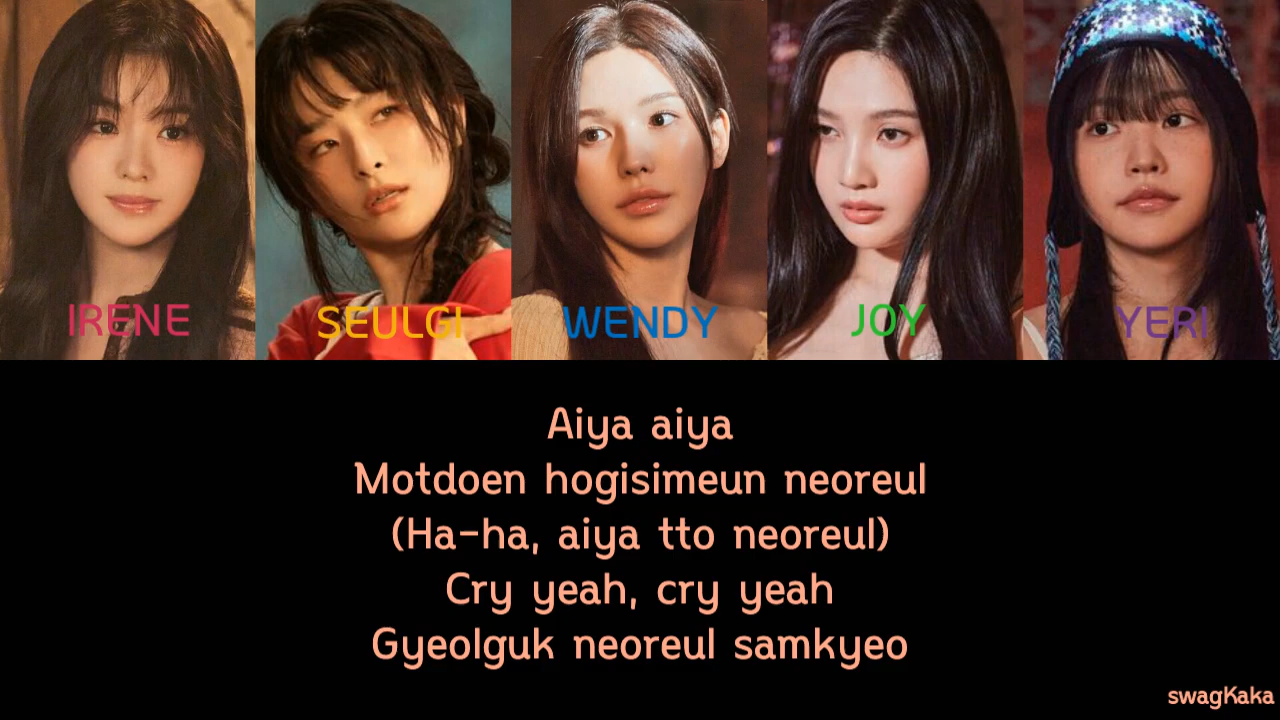 IRENE
SEULGI
WENDY
JOY
YERI
Aiya aiya
Motdoen hogisimeun neoreul
(Ha-ha, aiya tto neoreul)
Cry yeah, cry yeah
Gyeolguk neoreul samkyeo
swagKaka